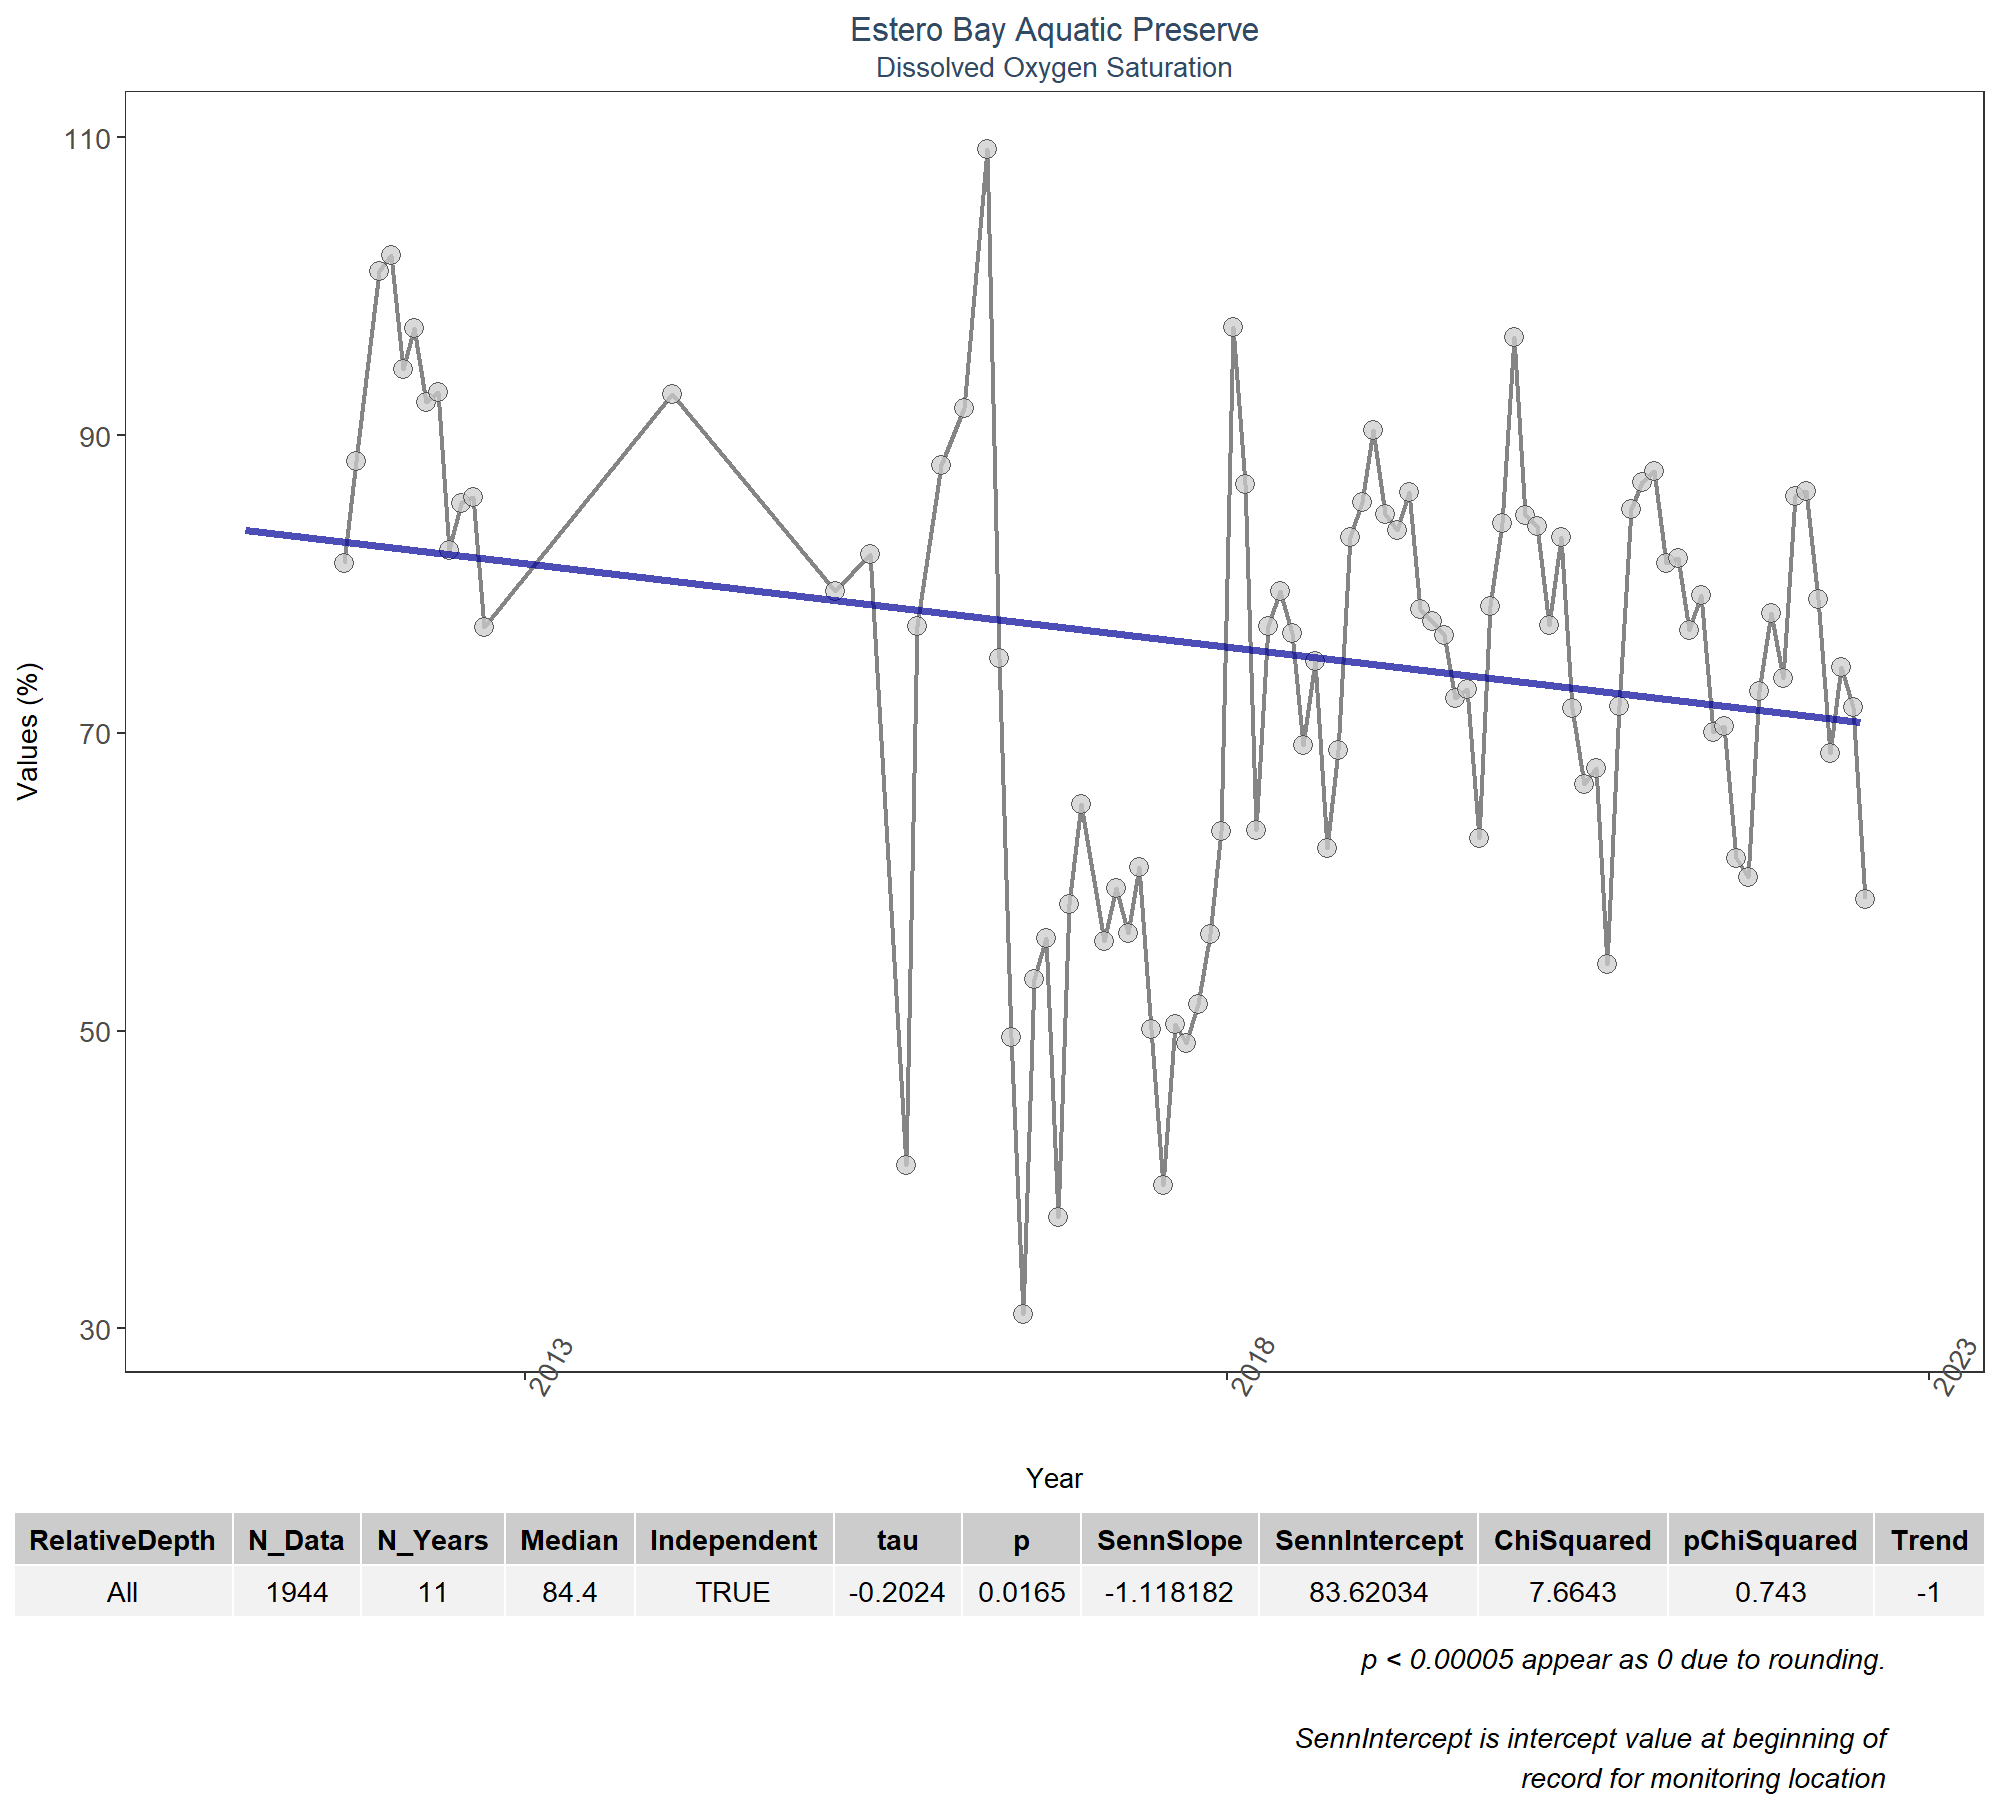 Estero Bay Aquatic Preserve
Dissolved Oxygen Saturation
110
90
70
50
30
Values (%)
2013 2018 2023
Year
RelativeDepth N_Data N_Years Median Independent tau p SennSlope SennIntercept ChiSquared pChiSquared Trend
All 1944 11 84.4 TRUE -0.2024 0.0165 -1.118182 83.62034 7.6643 0.743 -1
p < 0.00005 appear as 0 due to rounding.
SennIntercept is intercept value at beginning of
record for monitoring location